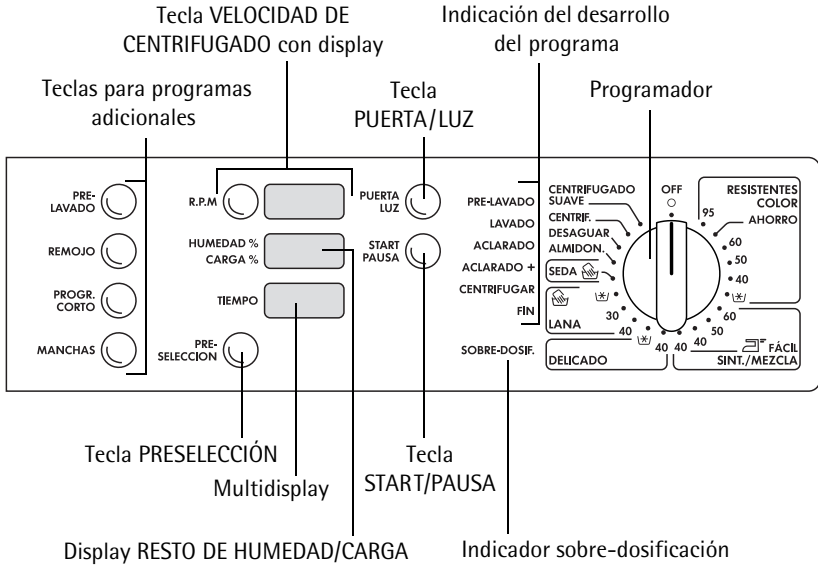 Tecla VELOCIDAD DE
CENTRIFUGADO con display
Indicación del desarrollo
del programa
Teclas para programas
adicionales
Tecla
PUERTA/LUZ
Programador
PRE-
LAVADO
REMOJO
PROGR.
CORTO
MANCHAS
R.P.M
HUMEDAD %
CARGA %
TIEMPO
PRE-
SELECCION
PUERTA
LUZ
START
PAUSA
PRE-LAVADO
LAVADO
ACLARADO
ACLARADO +
CENTRIFUGAR
FIN
SOBRE-DOSIF.
CENTRIFUGADO
SUAVE
CENTRIF.
DESAGUAR
ALMIDON.
SEDA
30
LANA
40
DELICADO
OFF
RESISTENTES
COLOR
95
AHORRO
60
50
40
60
50
40
40
40
FÁCIL
SINT./MEZCLA
Tecla PRESELECCIÓN
Multidisplay
Tecla
START/PAUSA
Display RESTO DE HUMEDAD/CARGA
Indicador sobre-dosificación